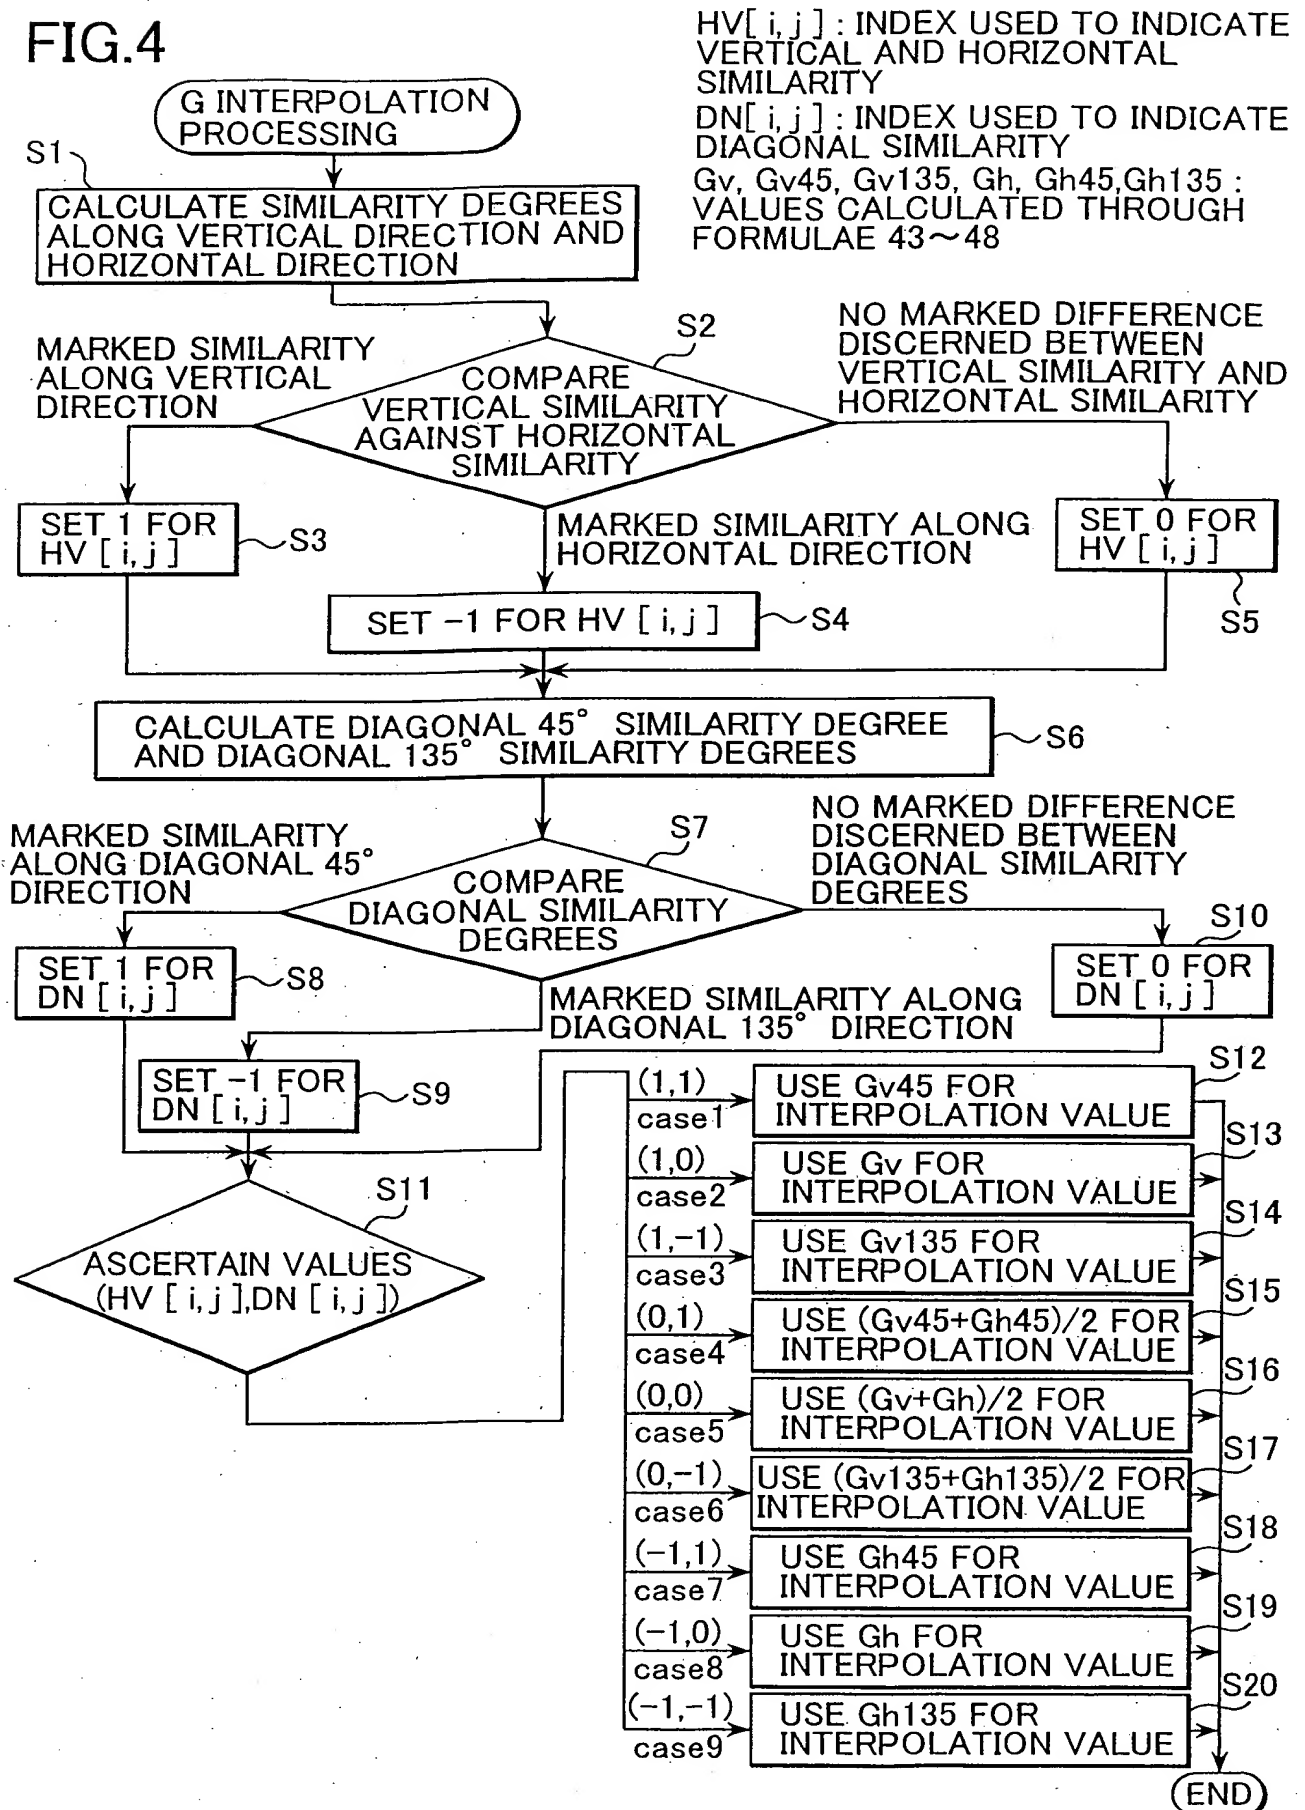 FIG.4
HV[i,j] : INDEX USED TO INDICATE
VERTICAL AND HORIZONTAL
SIMILARITY
DN[i,j] : INDEX USED TO INDICATE
DIAGONAL SIMILARITY
Gv, Gv45, Gv135, Gh, Gh45,Gh135 :
VALUES CALCULATED THROUGH
FORMULAE 43～48
G INTERPOLATION
PROCESSING
S1
CALCULATE SIMILARITY DEGREES
ALONG VERTICAL DIRECTION AND
HORIZONTAL DIRECTION
S2
COMPARE
VERTICAL SIMILARITY
AGAINST HORIZONTAL
SIMILARITY
MARKED SIMILARITY
ALONG VERTICAL
DIRECTION
NO MARKED DIFFERENCE
DISCERNED BETWEEN
VERTICAL SIMILARITY AND
HORIZONTAL SIMILARITY
SET 1 FOR
HV [i,j]
S3
MARKED SIMILARITY ALONG
HORIZONTAL DIRECTION
SET 0 FOR
HV [i,j]
S5
SET -1 FOR HV [i,j]
S4
CALCULATE DIAGONAL 45° SIMILARITY DEGREE
AND DIAGONAL 135° SIMILARITY DEGREES
S6
MARKED SIMILARITY
ALONG DIAGONAL 45°
DIRECTION
S7
COMPARE
DIAGONAL SIMILARITY
DEGREES
NO MARKED DIFFERENCE
DISCERNED BETWEEN
DIAGONAL SIMILARITY
DEGREES
SET 1 FOR
DN [i,j]
S8
MARKED SIMILARITY ALONG
DIAGONAL 135° DIRECTION
S10
SET 0 FOR
DN [i,j]
SET -1 FOR
DN [i,j]
S9
S11
ASCERTAIN VALUES
(HV [i,j],DN [i,j])
(1,1)
case1
USE Gv45 FOR
INTERPOLATION VALUE
S12
(1,0)
case2
USE Gv FOR
INTERPOLATION VALUE
S13
(1,-1)
case3
USE Gv135 FOR
INTERPOLATION VALUE
S14
(0,1)
case4
USE (Gv45+Gh45)/2 FOR
INTERPOLATION VALUE
S15
(0,0)
case5
USE (Gv+Gh)/2 FOR
INTERPOLATION VALUE
S16
(0,-1)
case6
USE (Gv135+Gh135)/2 FOR
INTERPOLATION VALUE
S17
(-1,1)
case7
USE Gh45 FOR
INTERPOLATION VALUE
S18
(-1,0)
case8
USE Gh FOR
INTERPOLATION VALUE
S19
(-1,-1)
case9
USE Gh135 FOR
INTERPOLATION VALUE
S20
END